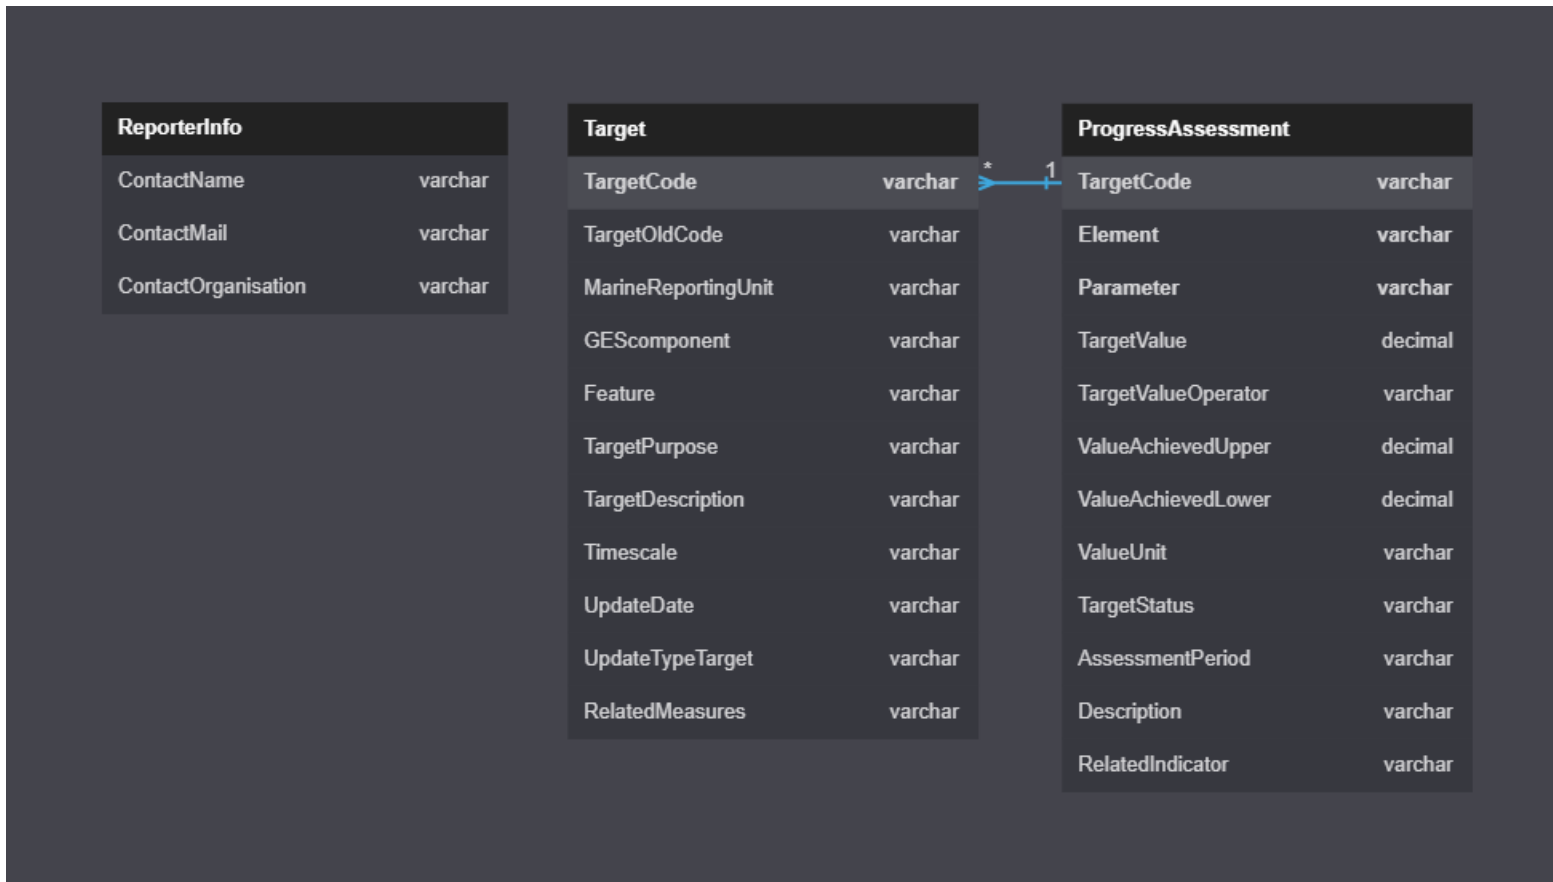 ReporterInfo
ContactName varchar
ContactMail varchar
ContactOrganisation varchar
Target
TargetCode varchar
TargetOldCode varchar
MarineReportingUnit varchar
GEScomponent varchar
Feature varchar
TargetPurpose varchar
TargetDescription varchar
Timescale varchar
UpdateDate varchar
UpdateTypeTarget varchar
RelatedMeasures varchar
* 1
ProgressAssessment
TargetCode varchar
Element varchar
Parameter varchar
TargetValue decimal
TargetValueOperator varchar
ValueAchievedUpper decimal
ValueAchievedLower decimal
ValueUnit varchar
TargetStatus varchar
AssessmentPeriod varchar
Description varchar
RelatedIndicator varchar